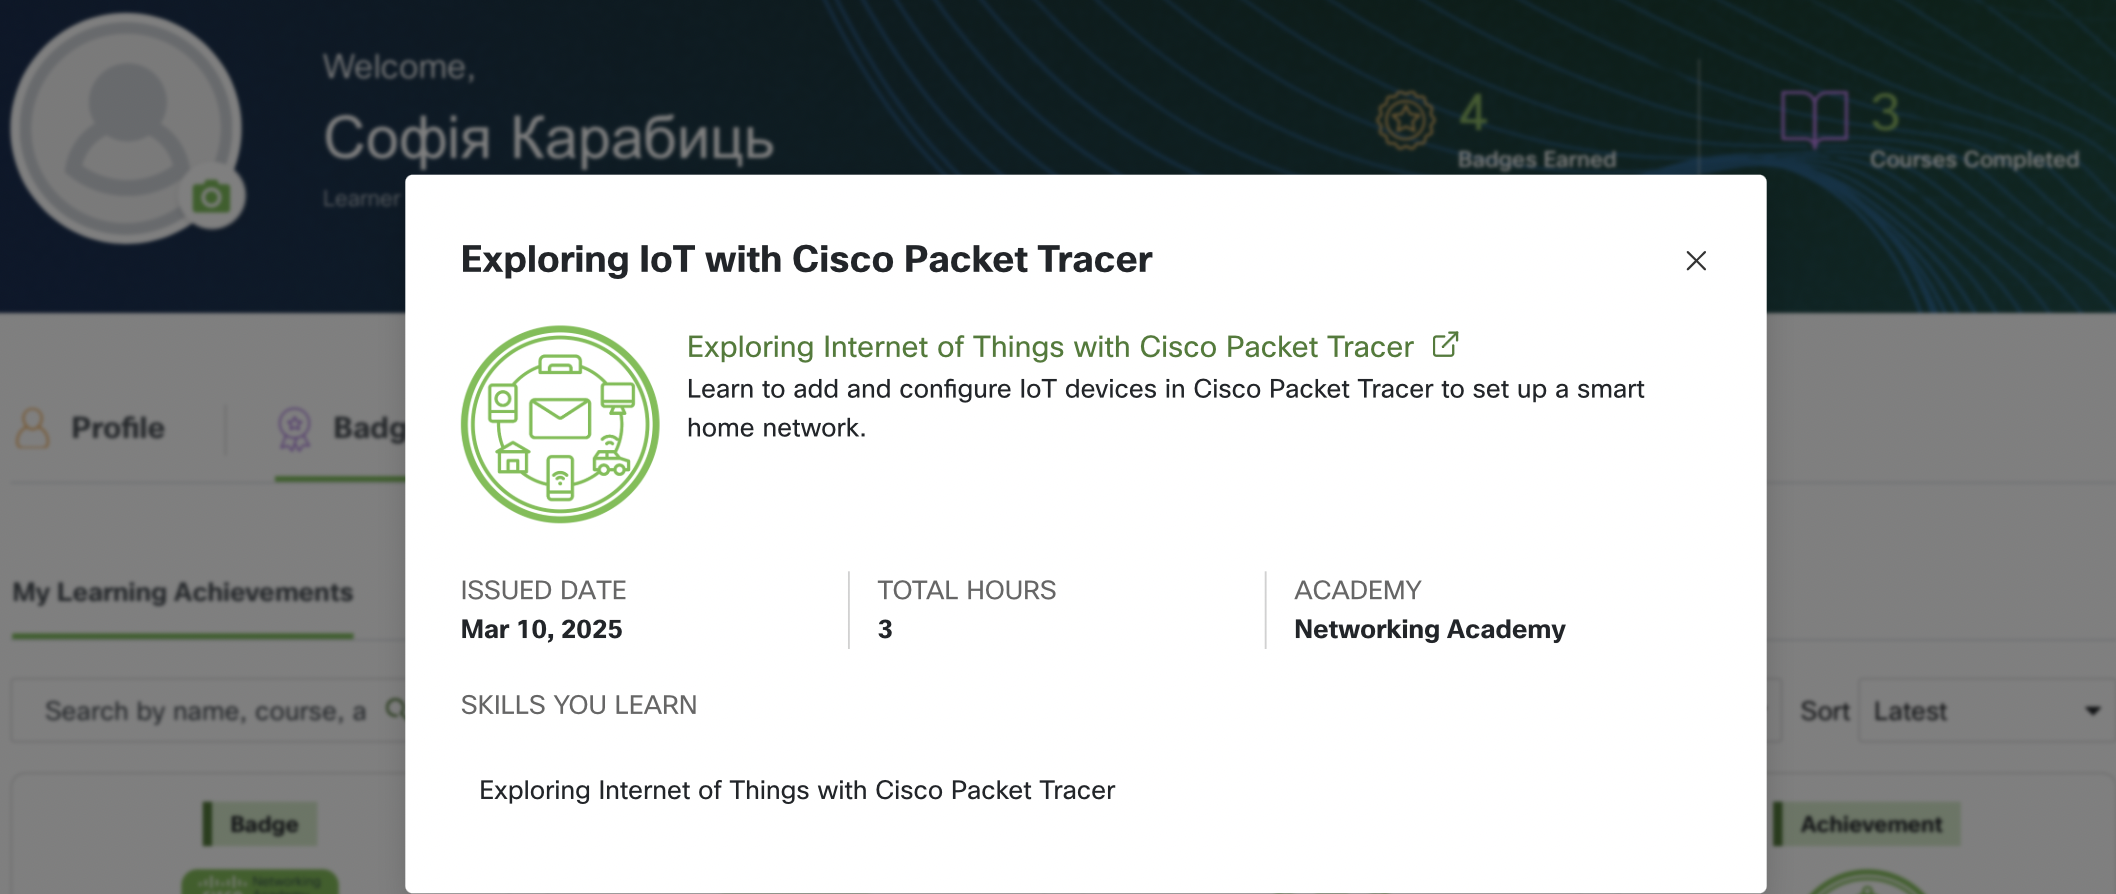 Welcome,
Софія Карабиць
Learner
4
Badges Earned
3
Courses Completed
Exploring IoT with Cisco Packet Tracer
Exploring Internet of Things with Cisco Packet Tracer
Learn to add and configure IoT devices in Cisco Packet Tracer to set up a smart
home network.
Profile
Badg
ISSUED DATE
Mar 10, 2025
TOTAL HOURS
3
ACADEMY
Networking Academy
My Learning Achievements
SKILLS YOU LEARN
Search by name, course, a
Sort
Latest
Exploring Internet of Things with Cisco Packet Tracer
Badge
Achievement
Networking